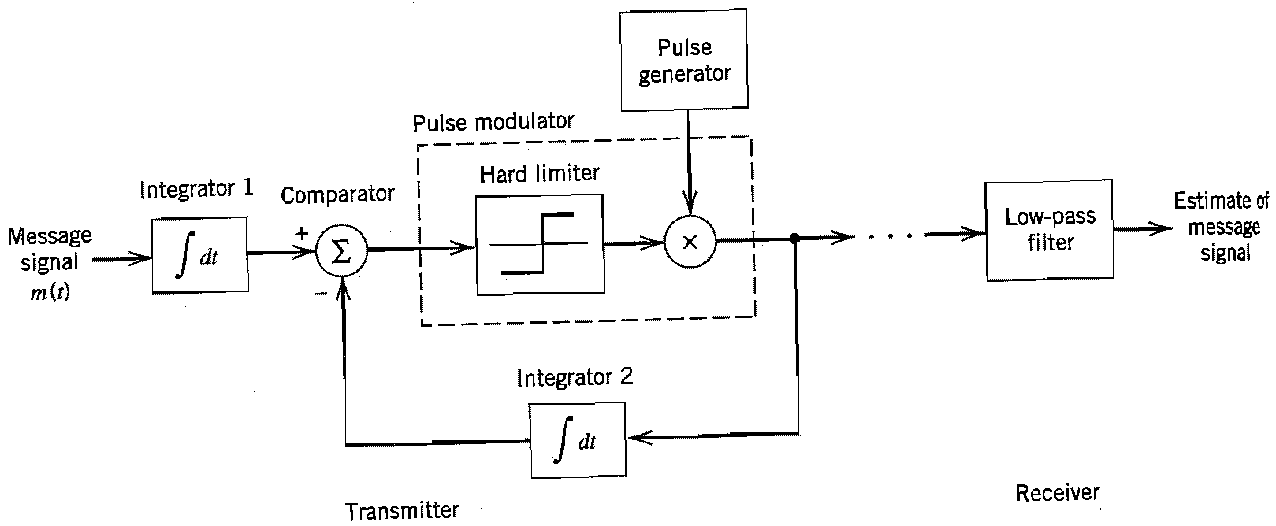 Pulse
generator
Pulse modulator
Hard limiter
Integrator 1
Comparator
Message
signal
m(t)
∫ dt
+
Σ
−
×
. . .
Low-pass
filter
Estimate of
message
signal
Integrator 2
∫ dt
Transmitter
Receiver